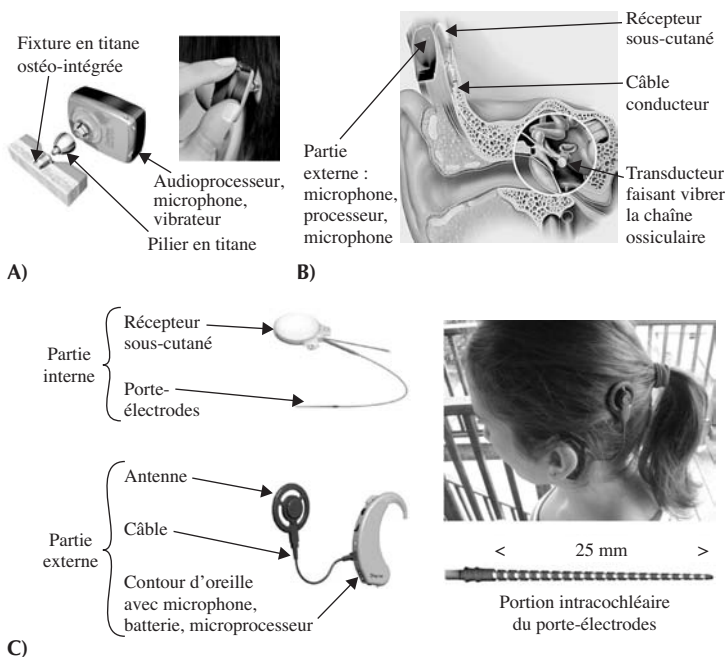 Fixture en titane
ostéo-intégrée
Audioprocesseur,
microphone,
vibrateur
Pilier en titane
A)
Récepteur
sous-cutané
Câble
conducteur
Partie
externe :
microphone,
processeur,
microphone
Transducteur
faisant vibrer
la chaîne
ossiculaire
B)
Partie
interne
Récepteur
sous-cutané
Porte-
électrodes
Partie
externe
Antenne
Câble
Contour d'oreille
avec microphone,
batterie, microprocesseur
< 25 mm >
Portion intracochléaire
du porte-électrodes
C)